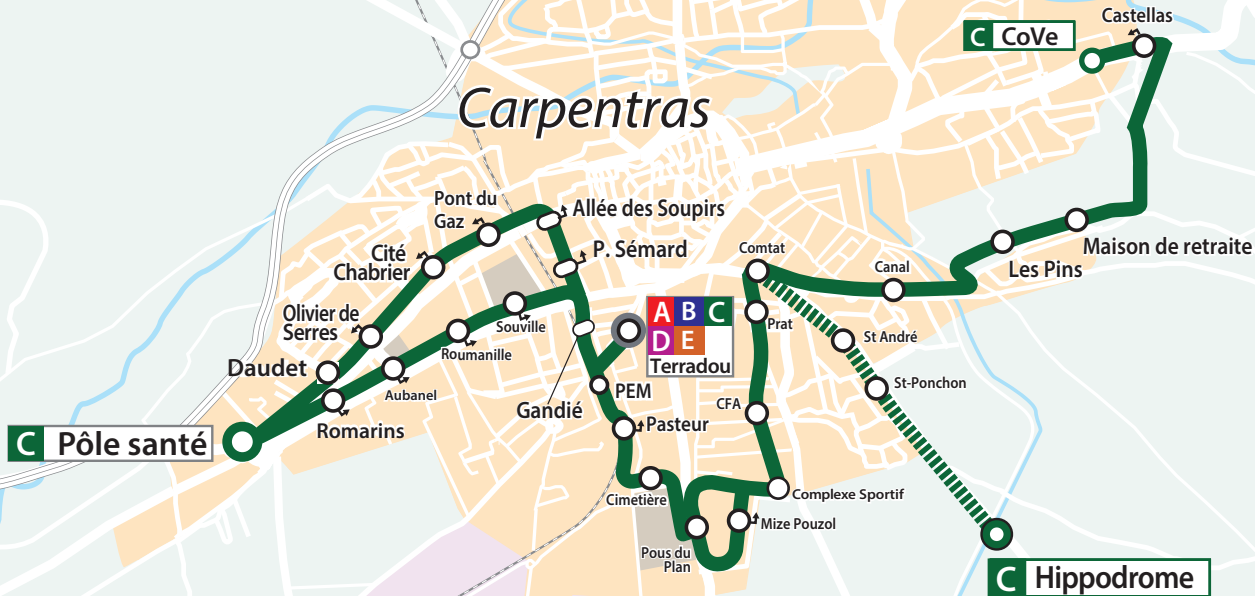 Castellas
C CoVe
Carpentras
Pont du
Gaz
Allée des Soupirs
Cité
Chabrier
P. Sémard
Comtat
Maison de retraite
Canal
Les Pins
Olivier de
Serres
Souville
A B C
D E
Terradou
Prat
St André
Roumanille
Daudet
Aubanel
PEM
St-Ponchon
Gandié
CFA
Romarins
Pasteur
C Pôle santé
Cimetière
Complexe Sportif
Mize Pouzol
Pous du
Plan
C Hippodrome